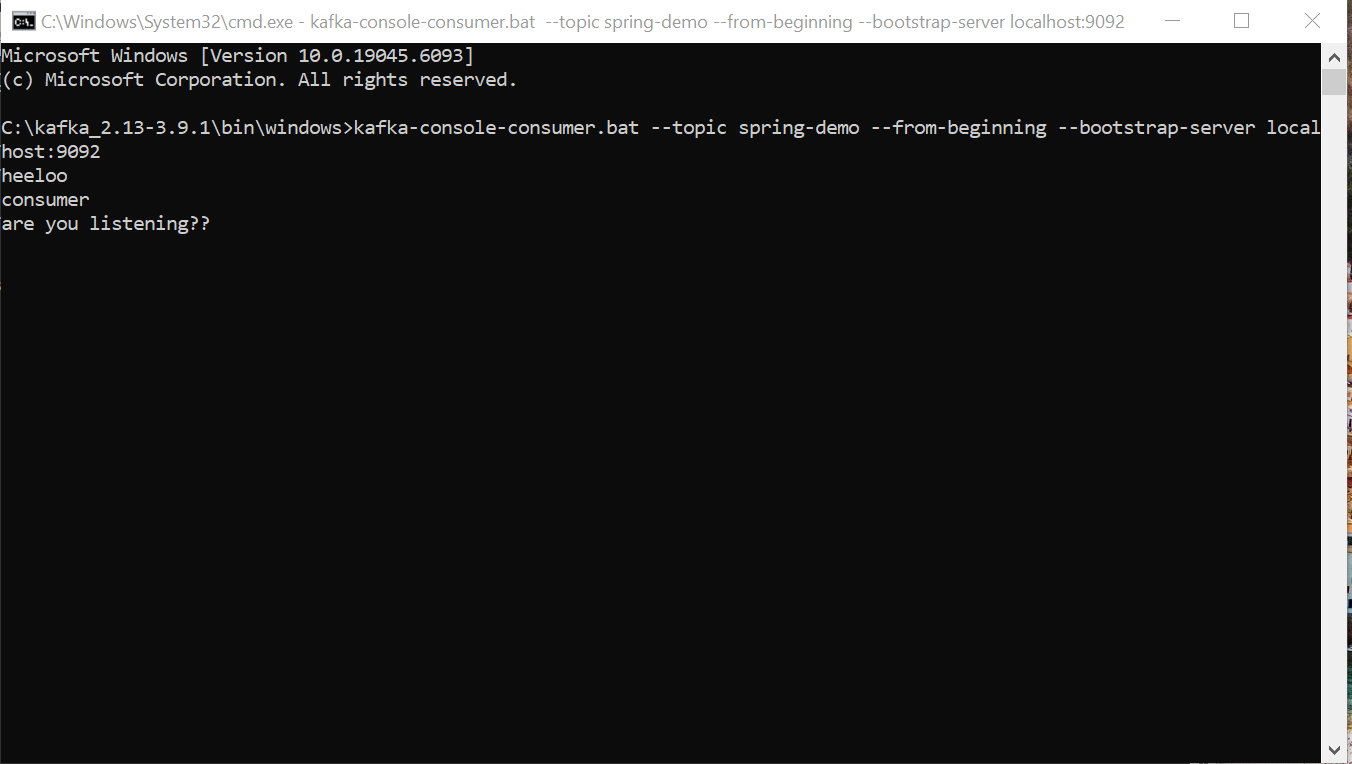 C:\Windows\System32\cmd.exe - kafka-console-consumer.bat  --topic spring-demo --from-beginning --bootstrap-server localhost:9092
Microsoft Windows [Version 10.0.19045.6093]
(c) Microsoft Corporation. All rights reserved.
C:\kafka_2.13-3.9.1\bin\windows>kafka-console-consumer.bat --topic spring-demo --from-beginning --bootstrap-server local
host:9092
heeloo
consumer
are you listening??